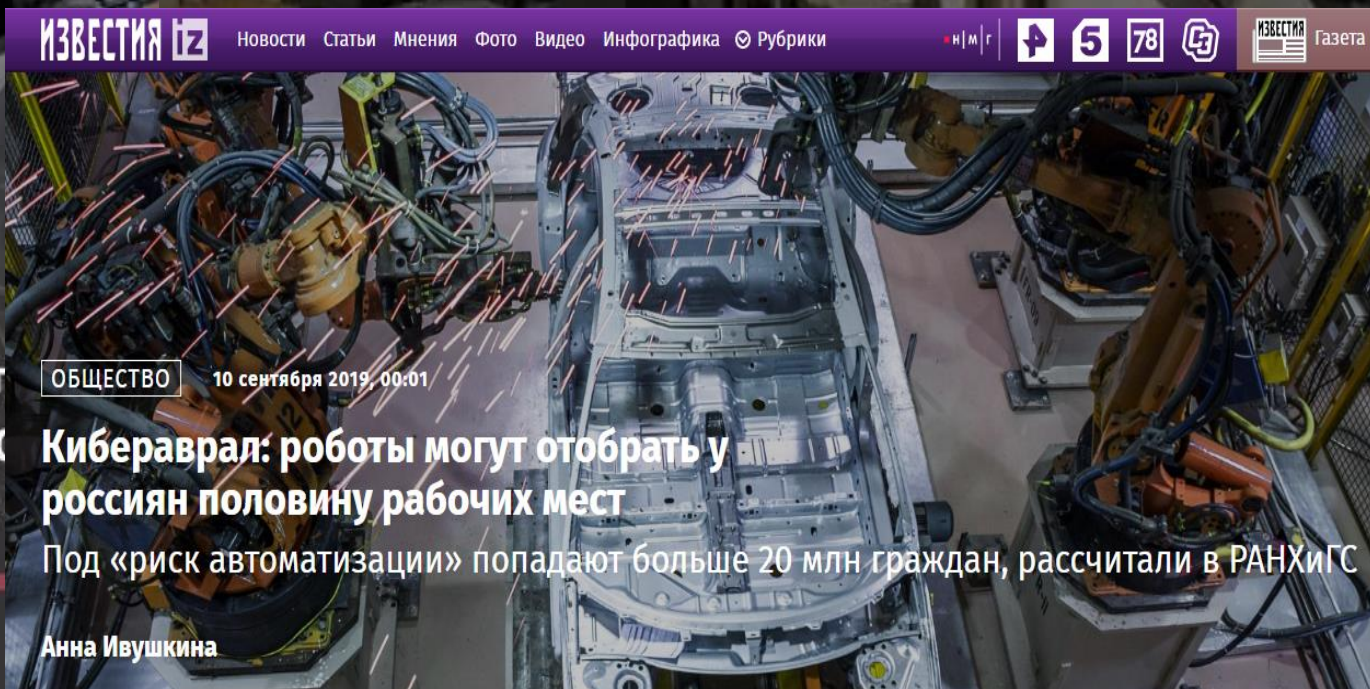 ИЗВЕСТИЯ iz Новости Статьи Мнения Фото Видео Инфографика Рубрики н|м|г 5 78 ИЗВЕСТИЯ Газета
ОБЩЕСТВО 10 сентября 2019, 00:01
Кибераврал: роботы могут отобрать у
россиян половину рабочих мест
Под «риск автоматизации» попадают больше 20 млн граждан, рассчитали в РАНХиГС
Анна Ивушкина